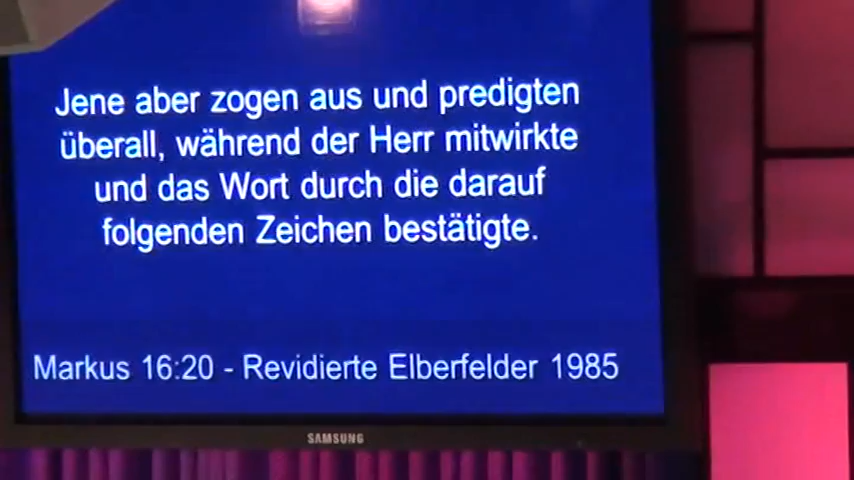 Jene aber zogen aus und predigten
überall, während der Herr mitwirkte
und das Wort durch die darauf
folgenden Zeichen bestätigte.
Markus 16:20 - Revidierte Elberfelder 1985
SAMSUNG